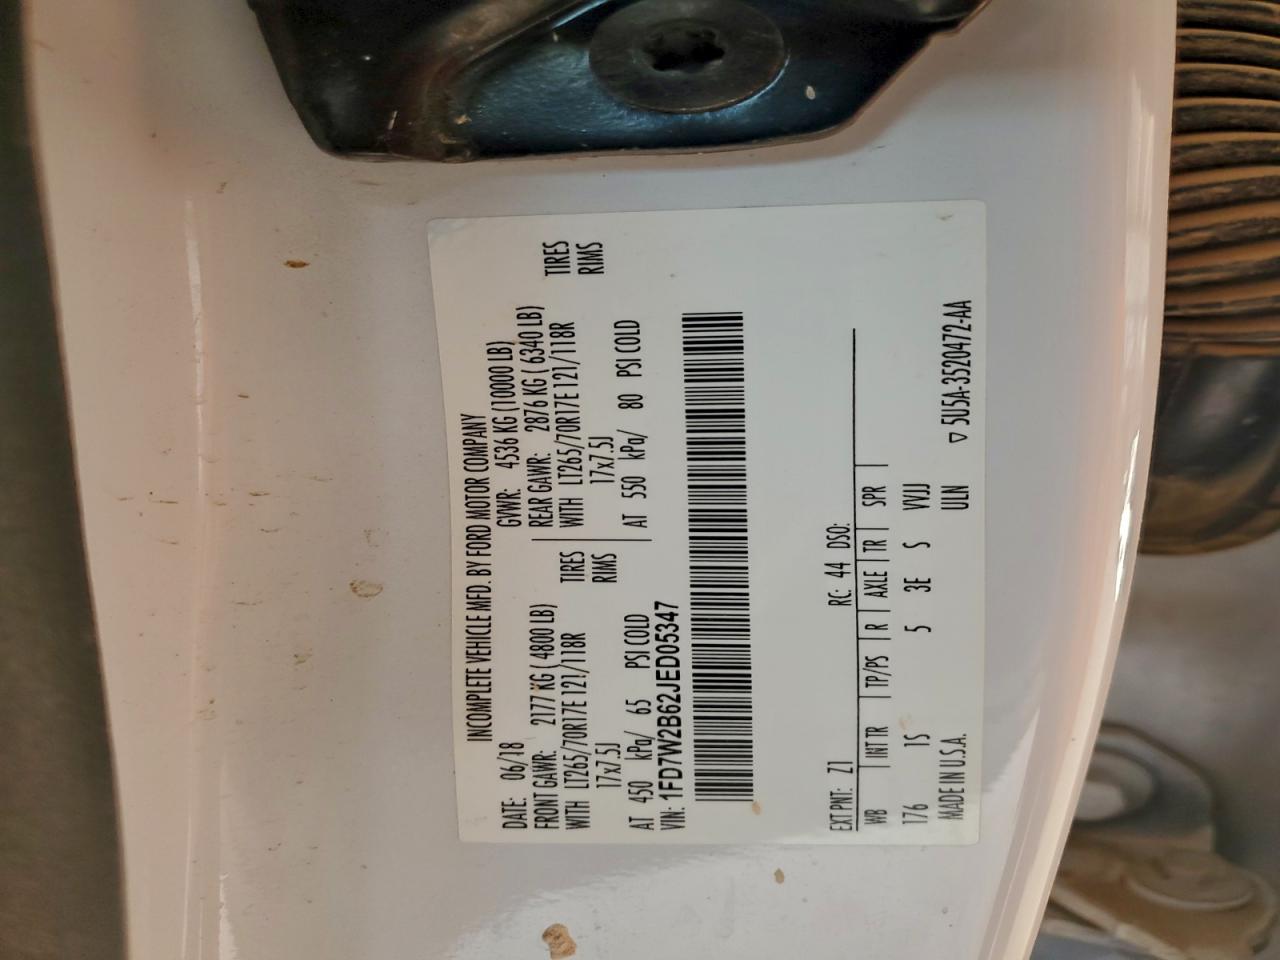 INCOMPLETE VEHICLE MFD. BY FORD MOTOR COMPANY
DATE: 06/18 GVWR: 4536 KG (10000 LB)
FRONT GAWR: 2177 KG ( 4800 LB) REAR GAWR: 2876 KG ( 6340 LB)
WITH LT265/70R17E 121/118R TIRES WITH LT265/70R17E 121/118R TIRES
17x7.5J RIMS 17x7.5J RIMS
AT 450 kPa/ 65 PSI COLD AT 550 kPa/ 80 PSI COLD
VIN: 1FD7W2B62JED05347
EXT PNT: Z1 RC: 44 DSO:
WB INT TR TP/PS R AXLE TR SPR
176 1S 5 3E S VVJJ
MADE IN U.S.A. ULN ▽ 5U5A-3520472-AA